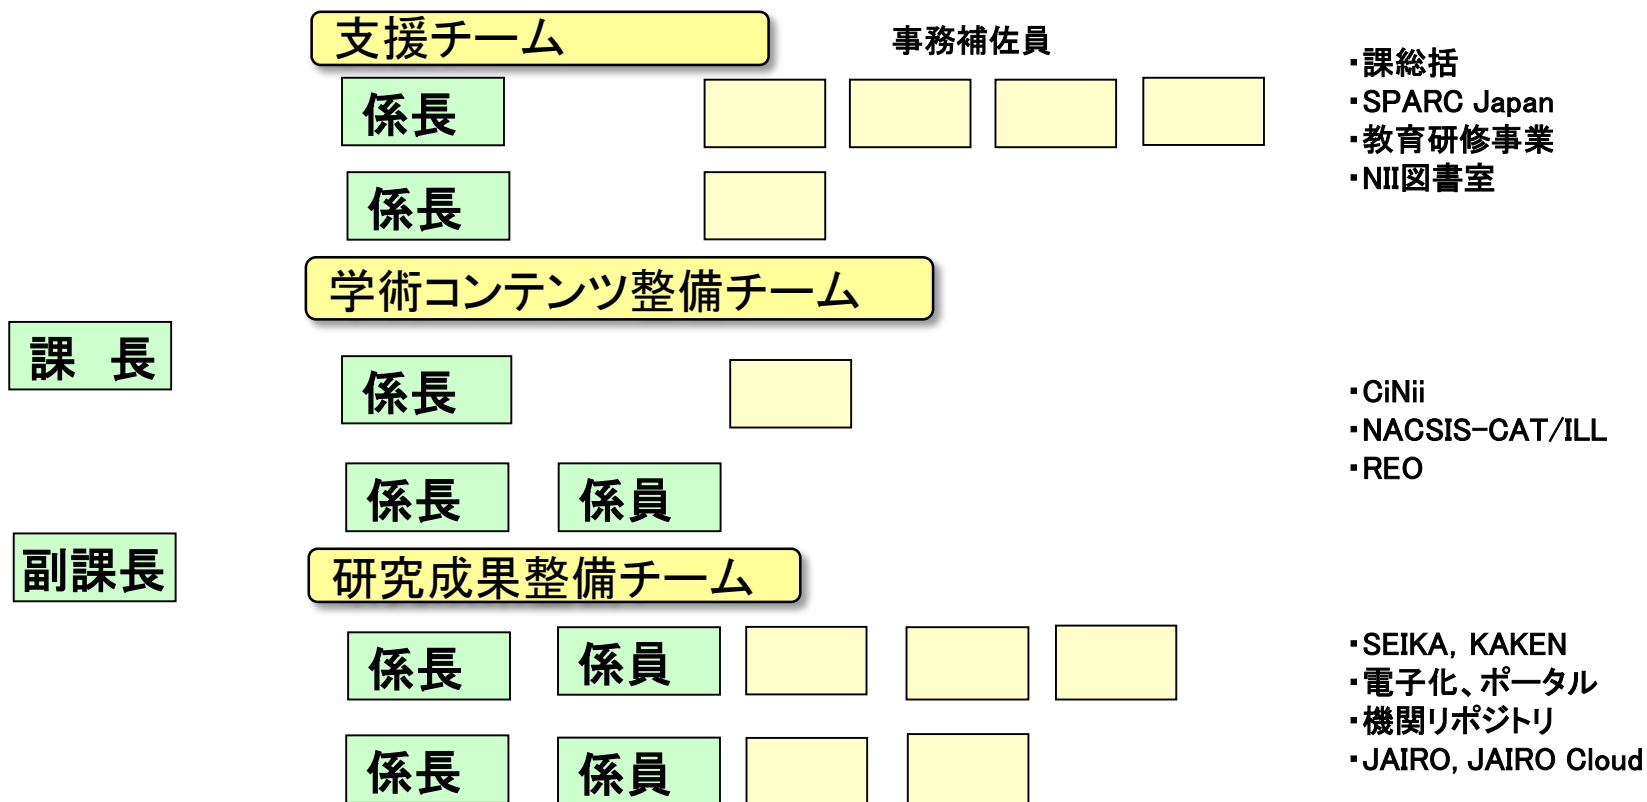 支援チーム
事務補佐員
係長
係長
・課総括
・SPARC Japan
・教育研修事業
・NII図書室
学術コンテンツ整備チーム
課　長
係長
係長 係員
・CiNii
・NACSIS-CAT/ILL
・REO
副課長
研究成果整備チーム
係長 係員
係長 係員
・SEIKA, KAKEN
・電子化、ポータル
・機関リポジトリ
・JAIRO, JAIRO Cloud